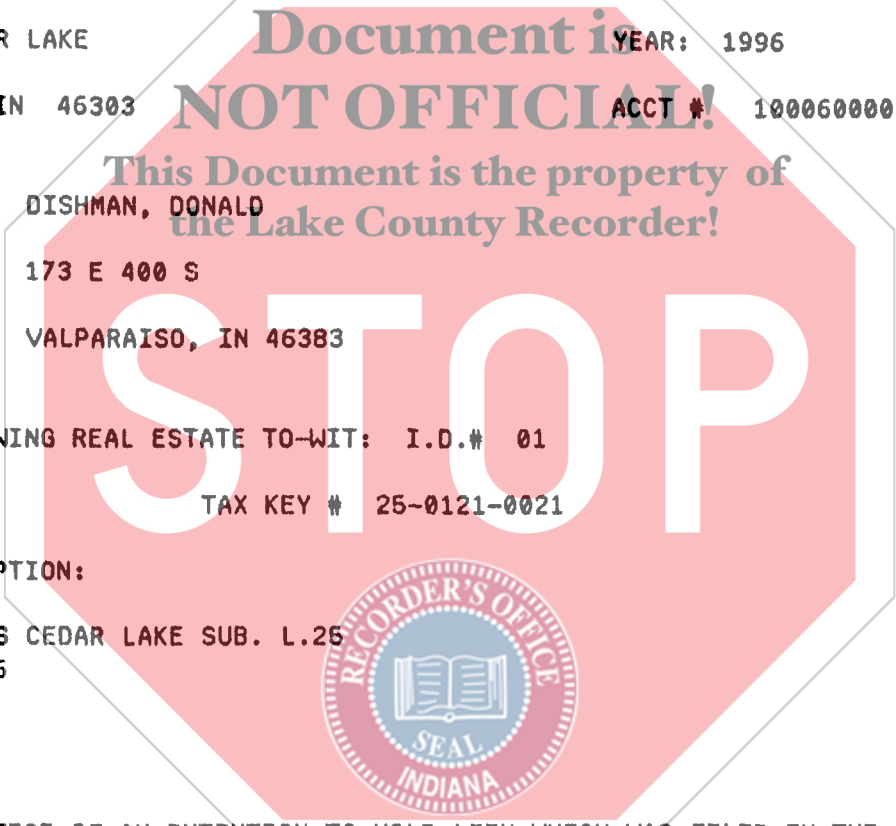 Document is
R LAKE YEAR: 1996
NOT OFFICIAL!
IN 46303 ACCT # 100060000
This Document is the property of
DISHMAN, DONALD
the Lake County Recorder!
173 E 400 S
STOP
VALPARAISO, IN 46383
WING REAL ESTATE TO-WIT: I.D.# 01
TAX KEY # 25-0121-0021
PTION:
S CEDAR LAKE SUB. L.25
RECORDER'S OFFICE
SEAL
INDIANA